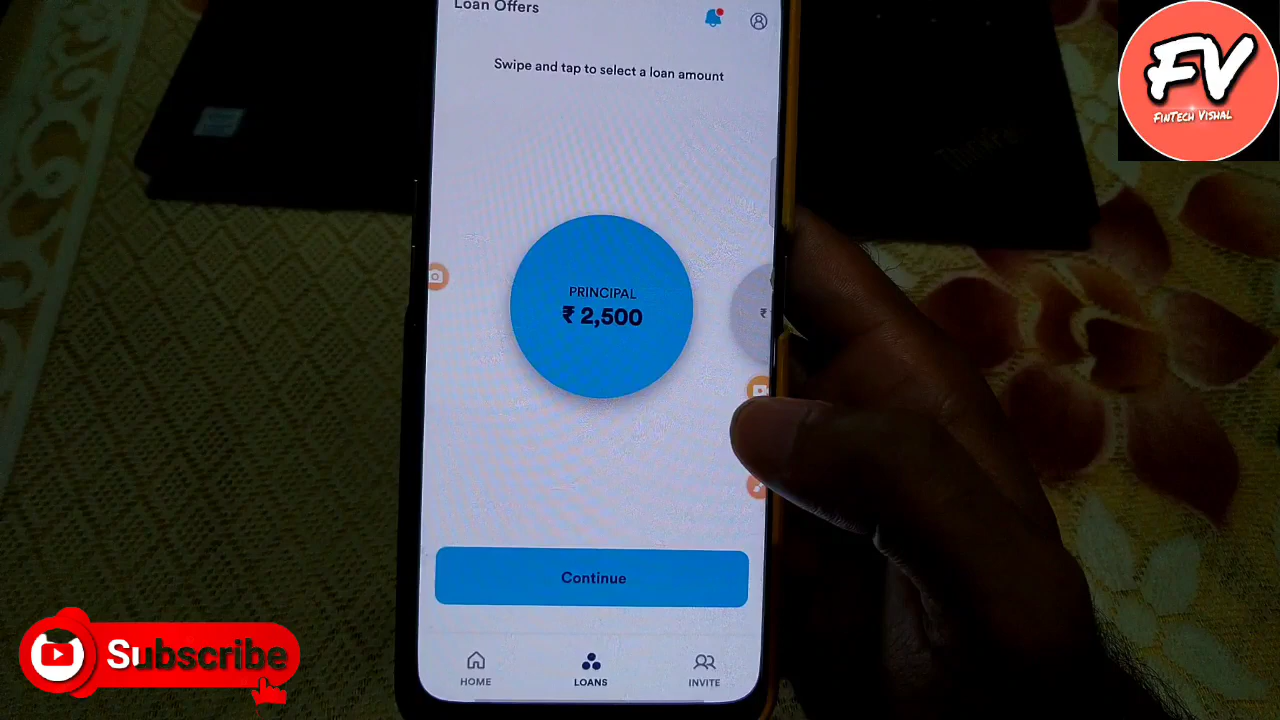 Loan Offers
Swipe and tap to select a loan amount
PRINCIPAL
₹ 2,500
₹
Continue
HOME
LOANS
INVITE
FV
FINTECH VISHAL
Subscribe